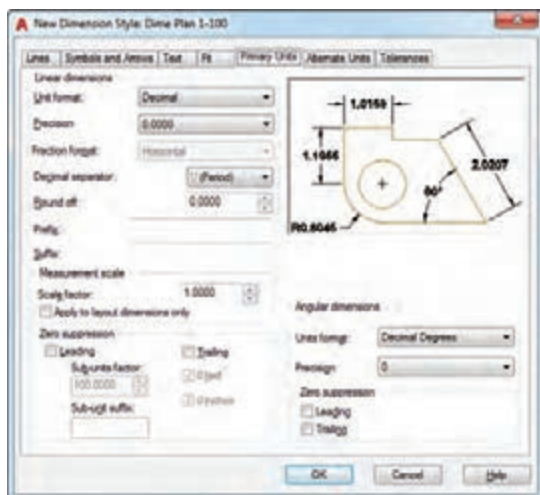 New Dimension Style: Dime Plan 1-100
Lines Symbols and Arrows Text Fit Primary Units Alternate Units Tolerances
Linear dimensions
Unit format: Decimal
Precision 0.0000
Fraction format: Horizontal
Decimal separator: '.' (Period)
Round off: 0.0000
Prefix:
Suffix:
Measurement scale
Scale factor: 1.0000
Apply to layout dimensions only
Zero suppression
Leading
Trailing
Sub-units factor:
100.0000
0 feet
0 inches
Sub-unit suffix:
1.0159
1.1955
2.0207
60°
R0.8045
Angular dimensions
Units format: Decimal Degrees
Precision: 0
Zero suppression
Leading
Trailing
OK Cancel Help